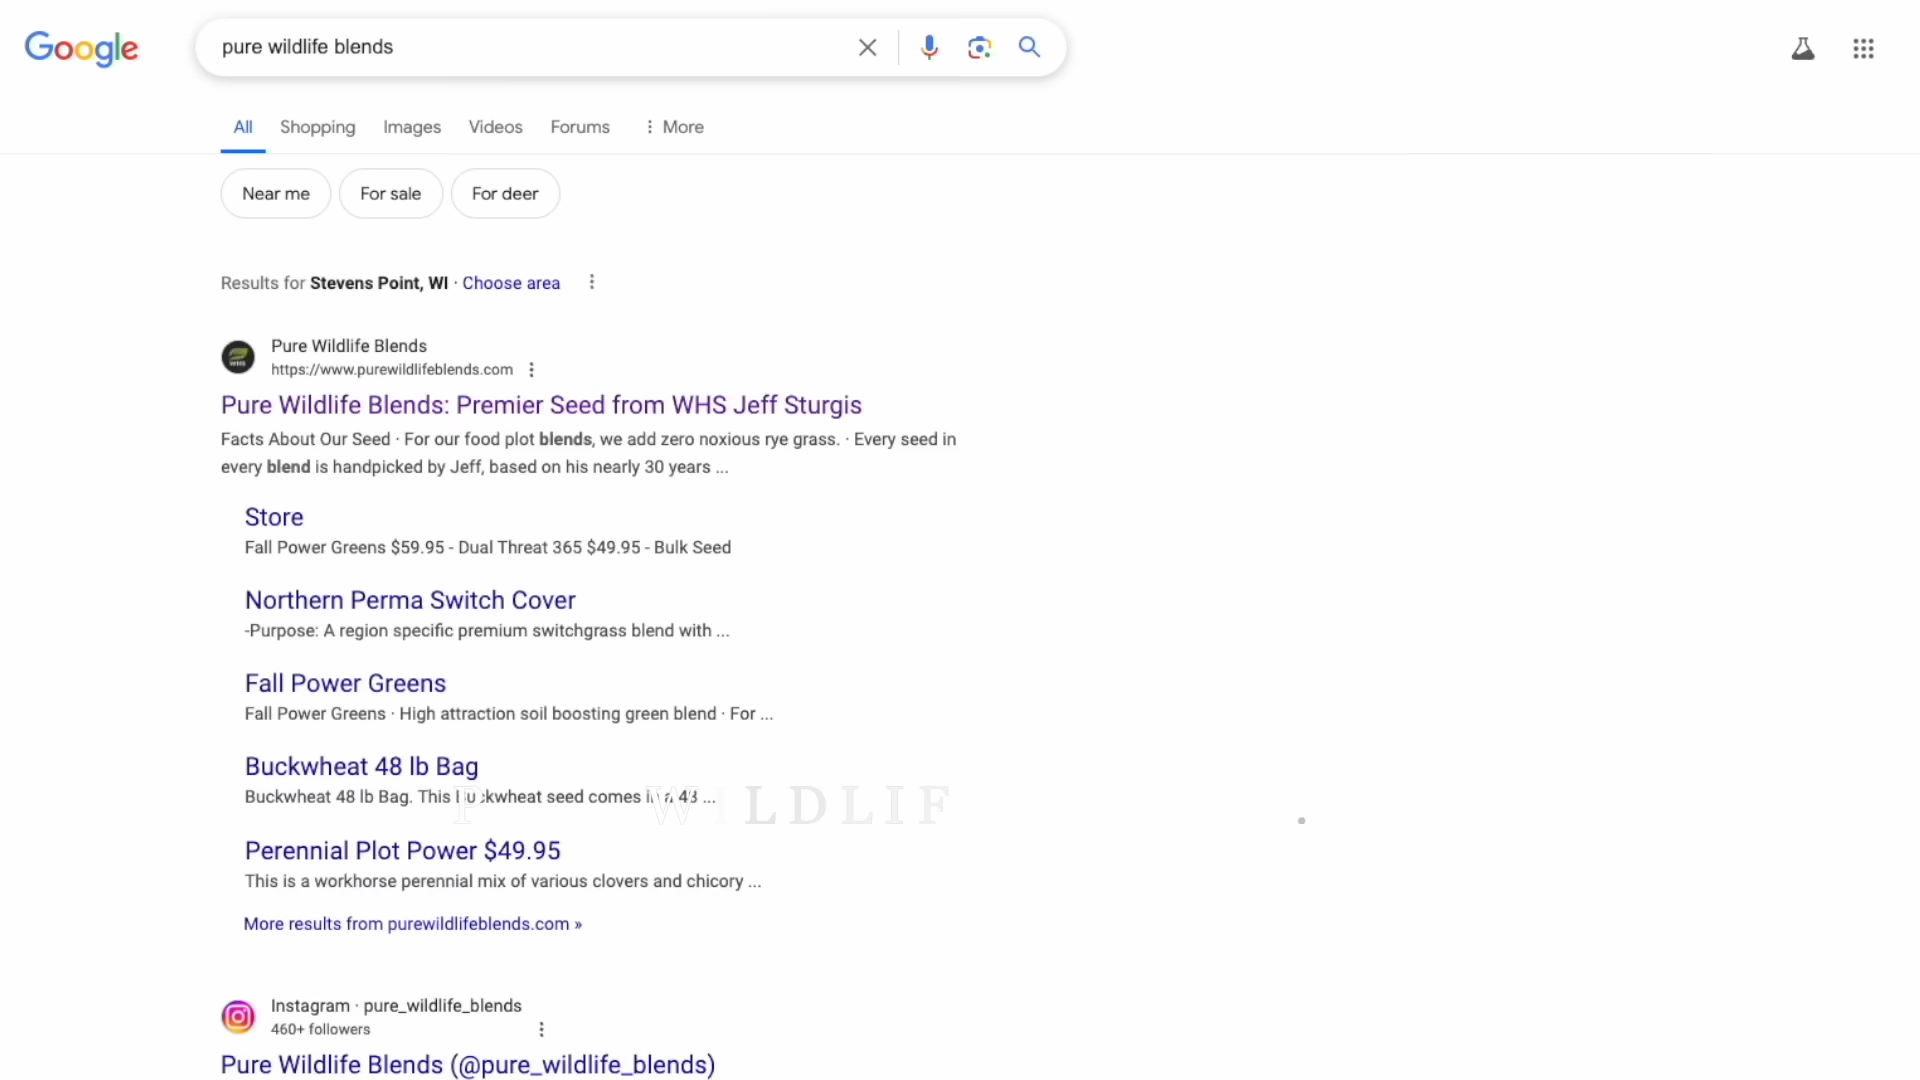 Google
pure wildlife blends
All Shopping Images Videos Forums More
Near me For sale For deer
Results for Stevens Point, WI · Choose area
WHS
Pure Wildlife Blends
https://www.purewildlifeblends.com
Pure Wildlife Blends: Premier Seed from WHS Jeff Sturgis
Facts About Our Seed · For our food plot blends, we add zero noxious rye grass. · Every seed in
every blend is handpicked by Jeff, based on his nearly 30 years ...
Store
Fall Power Greens $59.95 - Dual Threat 365 $49.95 - Bulk Seed
Northern Perma Switch Cover
-Purpose: A region specific premium switchgrass blend with ...
Fall Power Greens
Fall Power Greens · High attraction soil boosting green blend · For ...
Buckwheat 48 lb Bag
Buckwheat 48 lb Bag. This buckwheat seed comes in a 48 ...
P WILDLIF
Perennial Plot Power $49.95
This is a workhorse perennial mix of various clovers and chicory ...
More results from purewildlifeblends.com »
Instagram · pure_wildlife_blends
460+ followers
Pure Wildlife Blends (@pure_wildlife_blends)